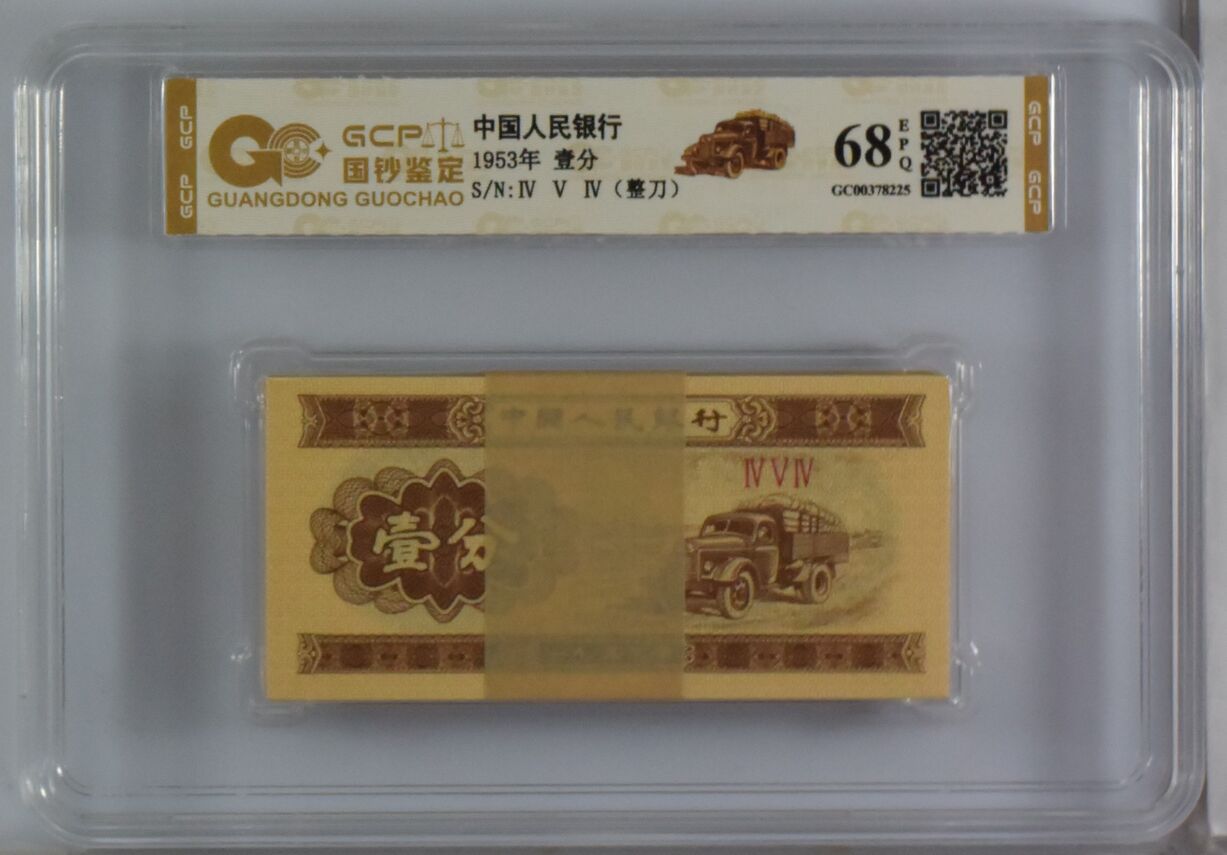 GCP
GCP
GCP
国钞鉴定
GUANGDONG GUOCHAO
中国人民银行
1953年 壹分
S/N:Ⅳ Ⅴ Ⅳ（整刀）
68
EPQ
GC00378225
GCP
GCP
中國人民銀行
ⅣⅤⅣ
壹分